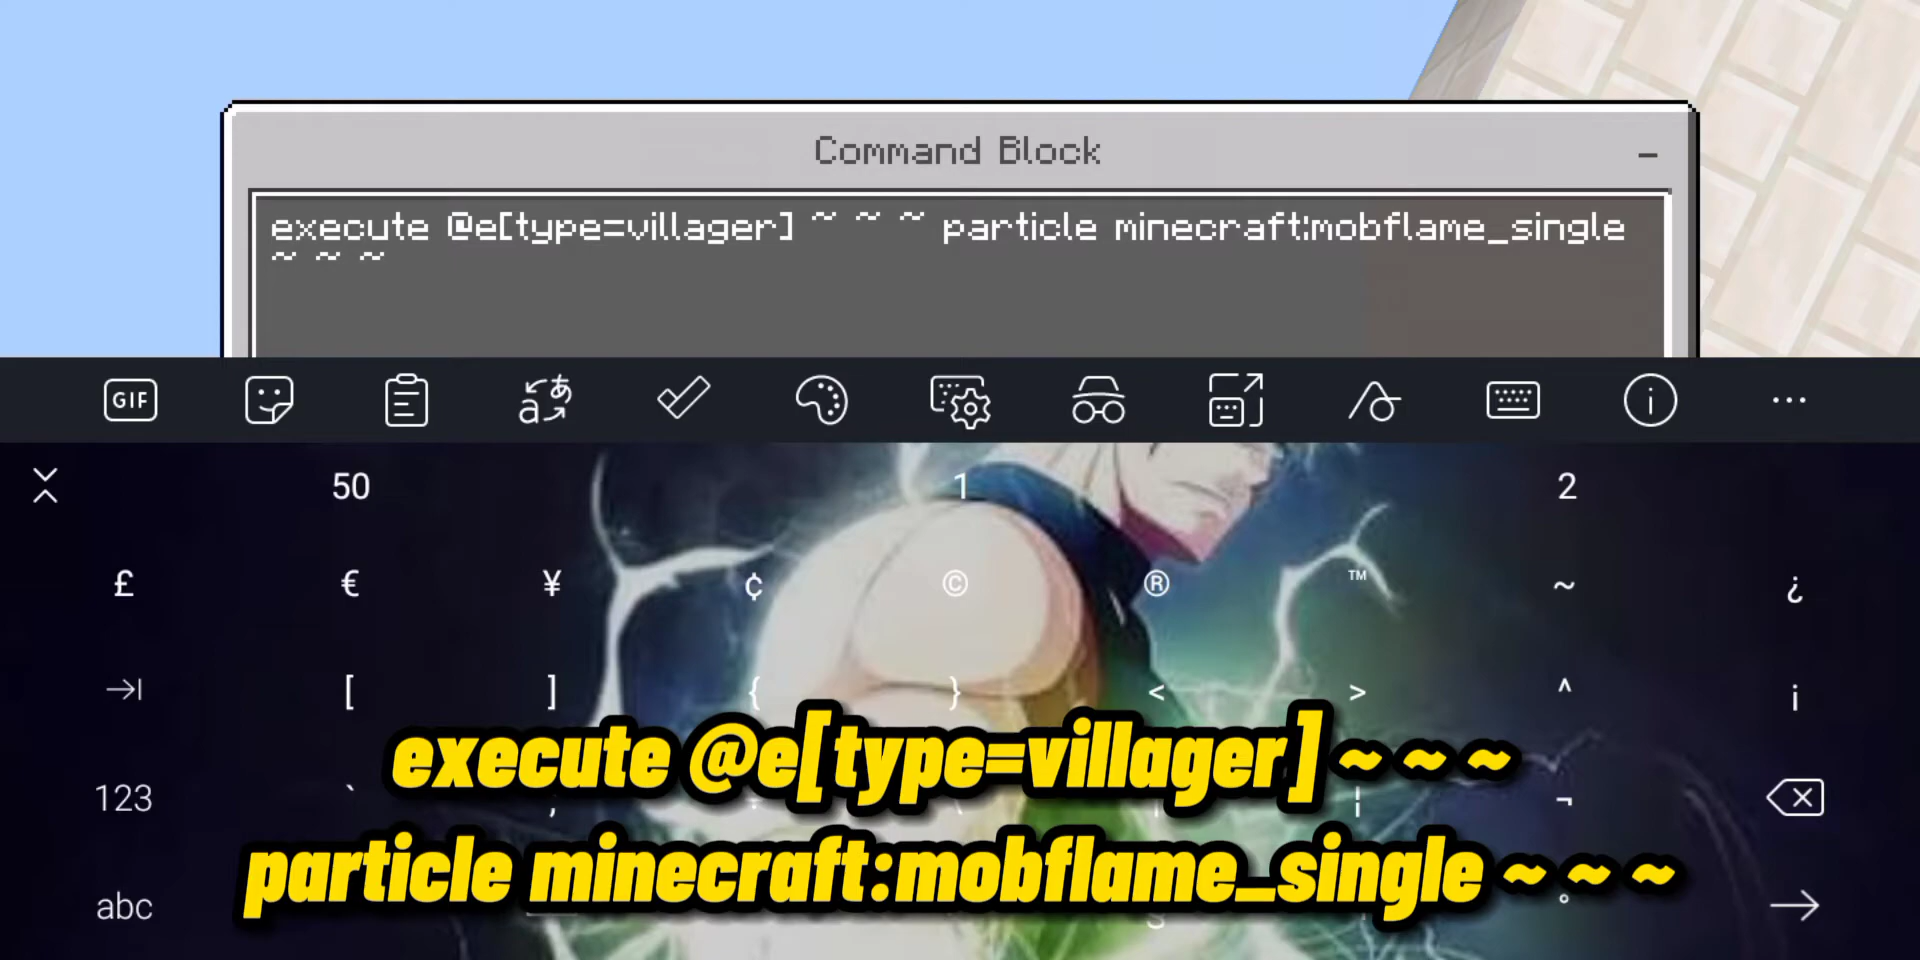 Command Block
execute @e[type=villager] ~ ~ ~ particle minecraft:mobflame_single
~ ~ ~
GIF
50 1 2
£ € ¥ ¢ © ® ™ ~ ¿
[ ] { } < > ^ ¡
execute @e[type=villager] ~ ~ ~
123 ` ¦ ¬
particle minecraft:mobflame_single ~ ~ ~
abc °